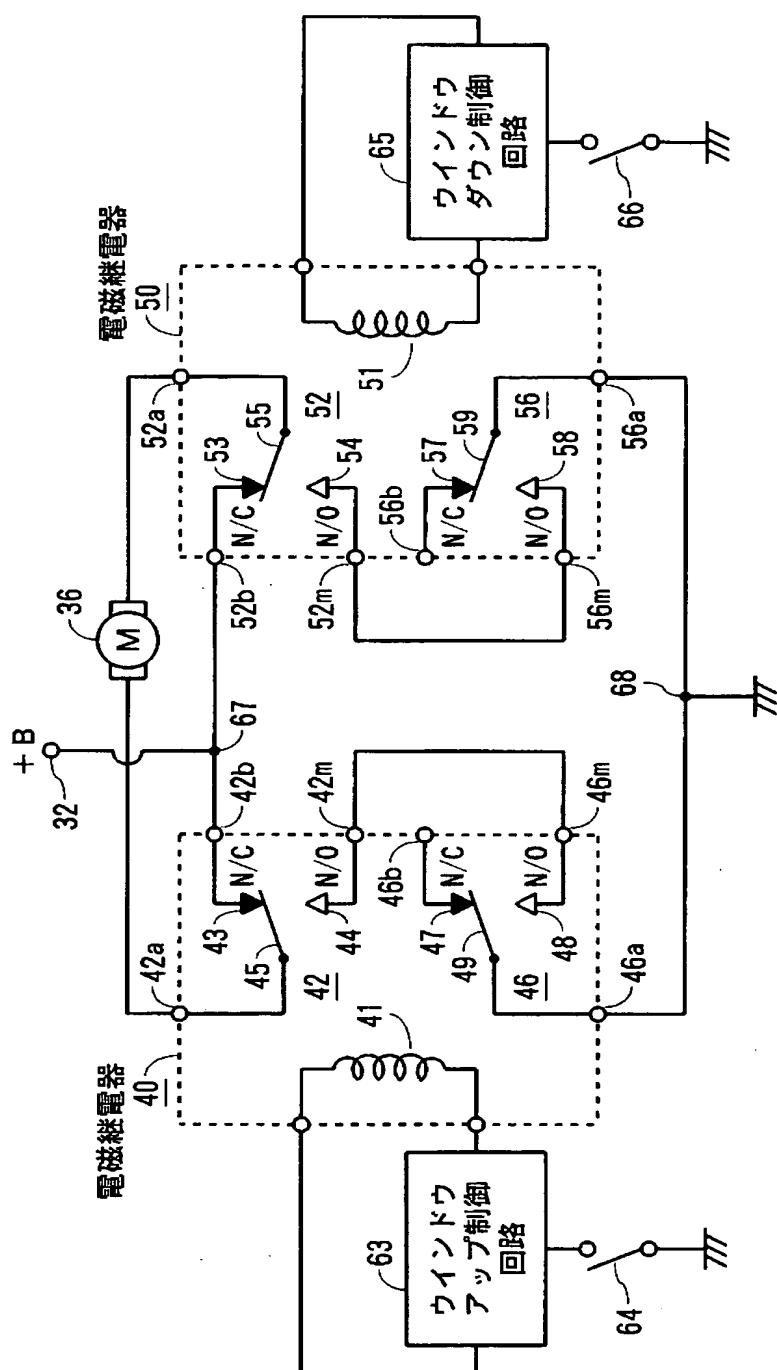 +B
32
36
M
67
電磁継電器
40
42a
42b
43
N/C
45
42
42m
N/O
44
41
46b
47
N/C
49
46
46m
N/O
48
46a
63
ウインドウ
アップ制御
回路
64
電磁継電器
50
52a
52b
53
N/C
55
52
52m
N/O
54
51
56b
57
N/C
59
56
56m
N/O
58
56a
65
ウインドウ
ダウン制御
回路
66
68